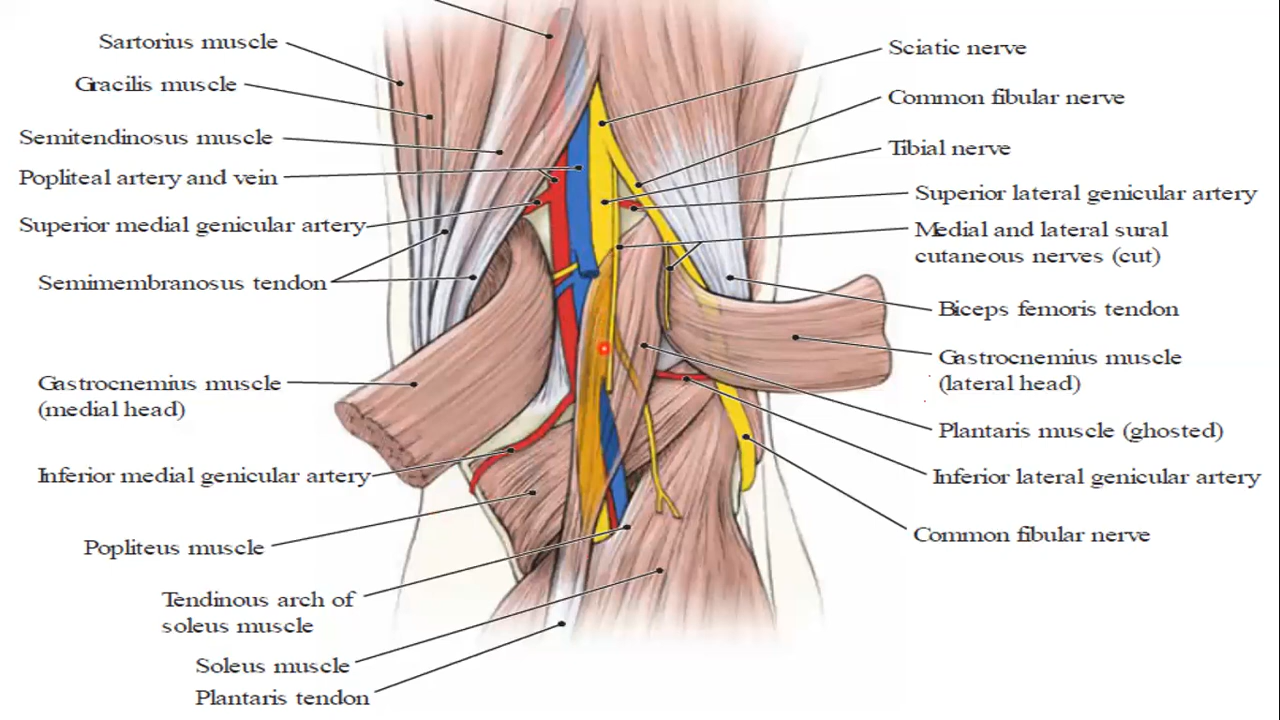 Sartorius muscle
Gracilis muscle
Semitendinosus muscle
Popliteal artery and vein
Superior medial genicular artery
Semimembranosus tendon
Gastrocnemius muscle
(medial head)
Inferior medial genicular artery
Popliteus muscle
Tendinous arch of
soleus muscle
Soleus muscle
Plantaris tendon
Sciatic nerve
Common fibular nerve
Tibial nerve
Superior lateral genicular artery
Medial and lateral sural
cutaneous nerves (cut)
Biceps femoris tendon
Gastrocnemius muscle
(lateral head)
Plantaris muscle (ghosted)
Inferior lateral genicular artery
Common fibular nerve